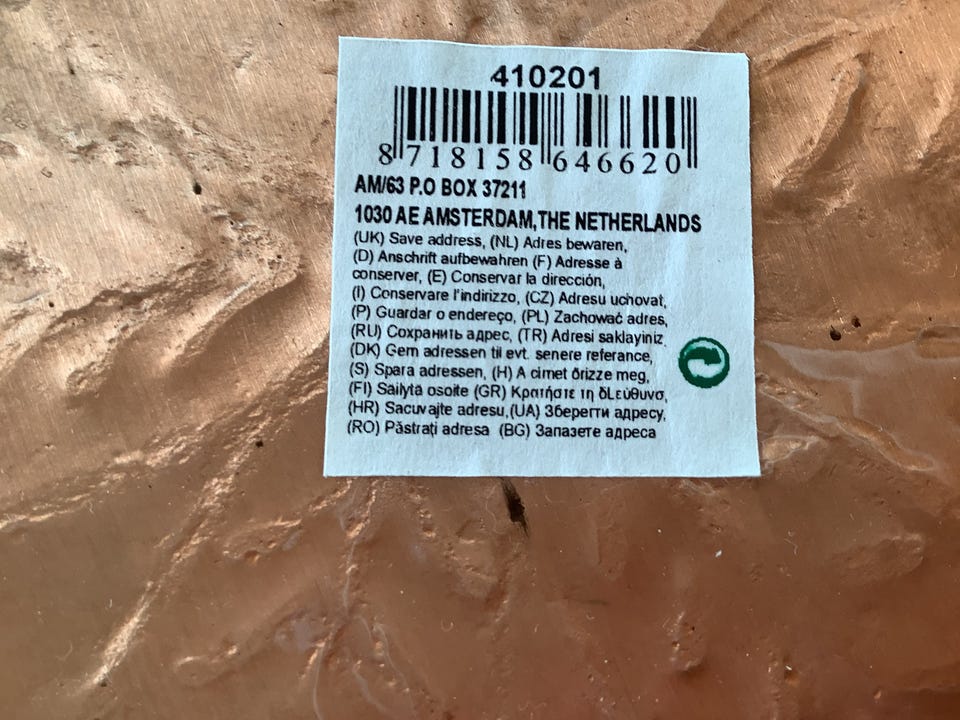 410201
8 718158 646620
AM/63 P.O BOX 37211
1030 AE AMSTERDAM,THE NETHERLANDS
(UK) Save address, (NL) Adres bewaren,
(D) Anschrift aufbewahren (F) Adresse à
conserver, (E) Conservar la dirección,
(I) Conservare l'indirizzo, (CZ) Adresu uchovat,
(P) Guardar o endereço, (PL) Zachować adres,
(RU) Сохранить адрес, (TR) Adresi saklayiniz
(DK) Gem adressen til evt. senere referance,
(S) Spara adressen, (H) A cimet őrizze meg,
(FI) Säilytä osoite (GR) Κρατήστε τη δLεύθυνσ,
(HR) Sacuvajte adresu,(UA) Зберегти адресу,
(RO) Păstrați adresa (BG) Запазете адреса